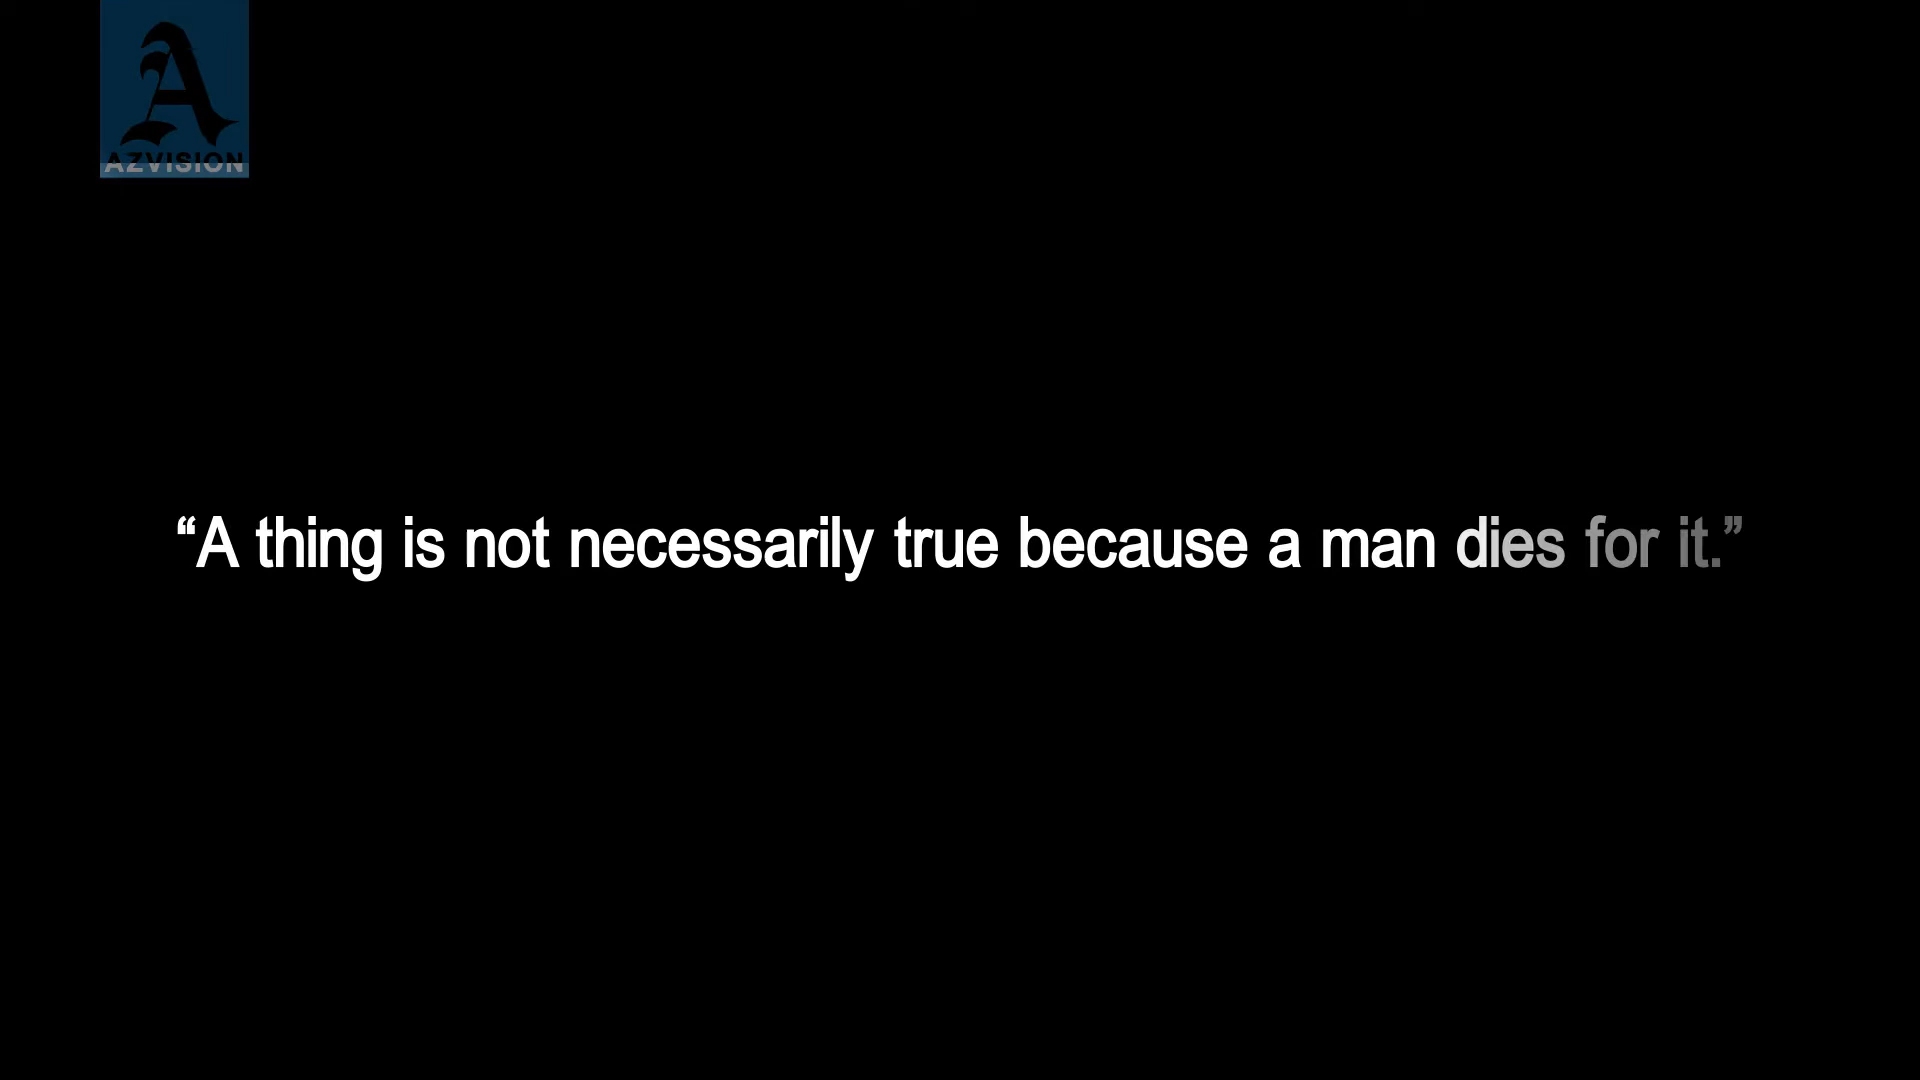 A
AZVISION
“A thing is not necessarily true because a man dies for it.”